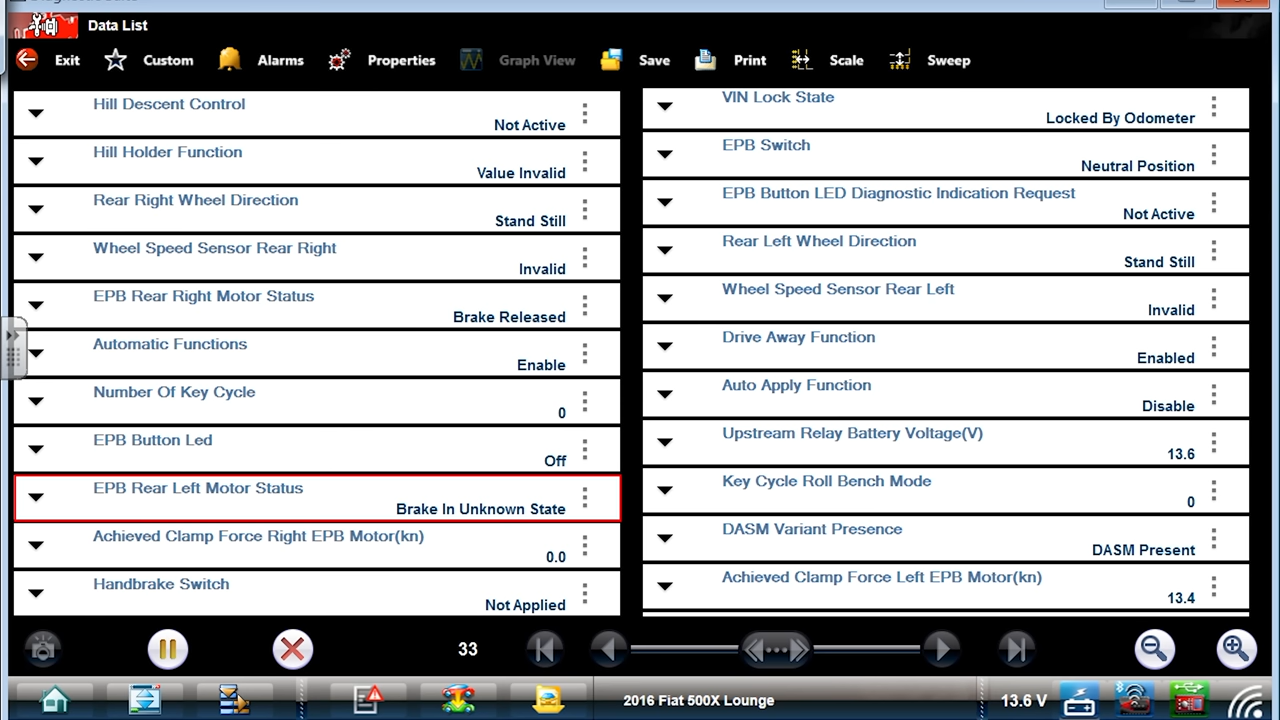 Data List
Exit
Custom
Alarms
Properties
Graph View
Save
Print
Scale
Sweep
Hill Descent Control
Not Active
Hill Holder Function
Value Invalid
Rear Right Wheel Direction
Stand Still
Wheel Speed Sensor Rear Right
Invalid
EPB Rear Right Motor Status
Brake Released
Automatic Functions
Enable
Number Of Key Cycle
0
EPB Button Led
Off
EPB Rear Left Motor Status
Brake In Unknown State
Achieved Clamp Force Right EPB Motor(kn)
0.0
Handbrake Switch
Not Applied
VIN Lock State
Locked By Odometer
EPB Switch
Neutral Position
EPB Button LED Diagnostic Indication Request
Not Active
Rear Left Wheel Direction
Stand Still
Wheel Speed Sensor Rear Left
Invalid
Drive Away Function
Enabled
Auto Apply Function
Disable
Upstream Relay Battery Voltage(V)
13.6
Key Cycle Roll Bench Mode
0
DASM Variant Presence
DASM Present
Achieved Clamp Force Left EPB Motor(kn)
13.4
33
2016 Fiat 500X Lounge
13.6 V